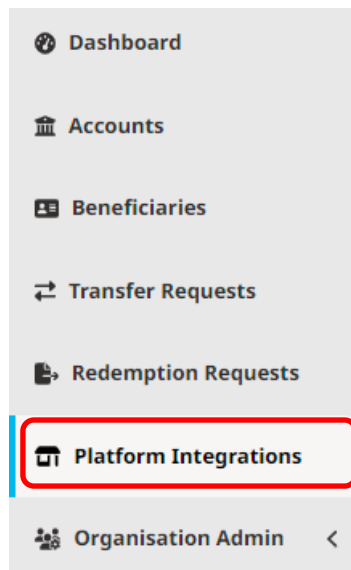 Dashboard
Accounts
Beneficiaries
Transfer Requests
Redemption Requests
Platform Integrations
Organisation Admin